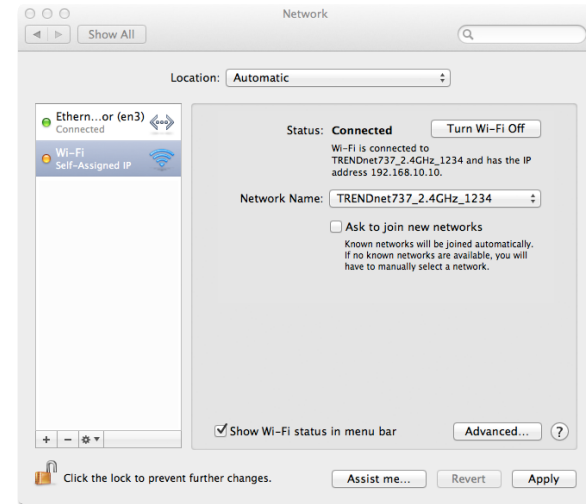 Network
Show All
Location: Automatic
Ethern...or (en3)
Connected
Wi-Fi
Self-Assigned IP
Status: Connected
Turn Wi-Fi Off
Wi-Fi is connected to
TRENDnet737_2.4GHz_1234 and has the IP
address 192.168.10.10.
Network Name: TRENDnet737_2.4GHz_1234
Ask to join new networks
Known networks will be joined automatically.
If no known networks are available, you will
have to manually select a network.
Show Wi-Fi status in menu bar
Advanced...
?
Click the lock to prevent further changes.
Assist me...
Revert
Apply